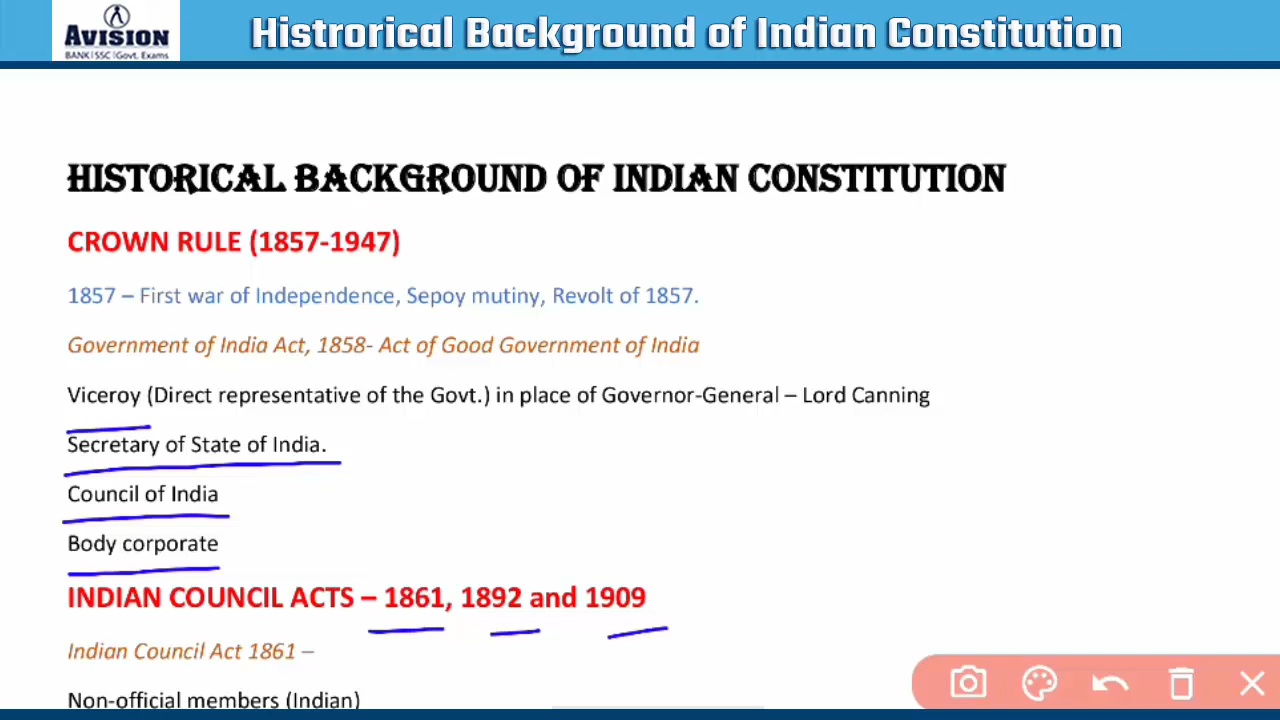 AVISION
BANK|SSC|Govt. Exams
Histrorical Background of Indian Constitution
HISTORICAL BACKGROUND OF INDIAN CONSTITUTION
CROWN RULE (1857-1947)
1857 – First war of Independence, Sepoy mutiny, Revolt of 1857.
Government of India Act, 1858- Act of Good Government of India
Viceroy (Direct representative of the Govt.) in place of Governor-General – Lord Canning
Secretary of State of India.
Council of India
Body corporate
INDIAN COUNCIL ACTS – 1861, 1892 and 1909
Indian Council Act 1861 –
Non-official members (Indian)